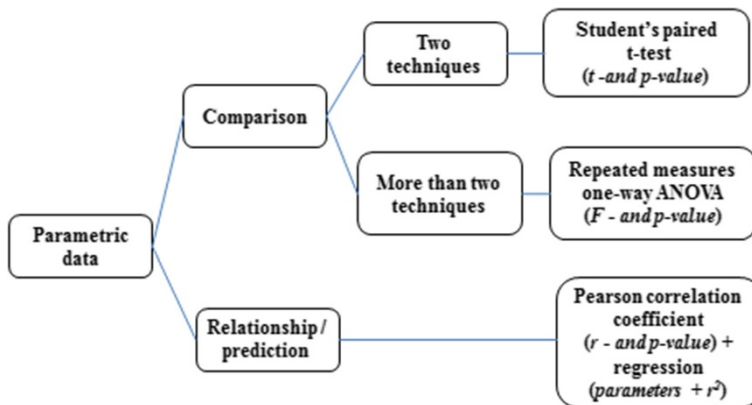 Two
techniques
Student's paired
t-test
(t -and p-value)
Comparison
More than two
techniques
Repeated measures
one-way ANOVA
(F - and p-value)
Parametric
data
Relationship /
prediction
Pearson correlation
coefficient
(r - and p-value) +
regression
(parameters + r²)